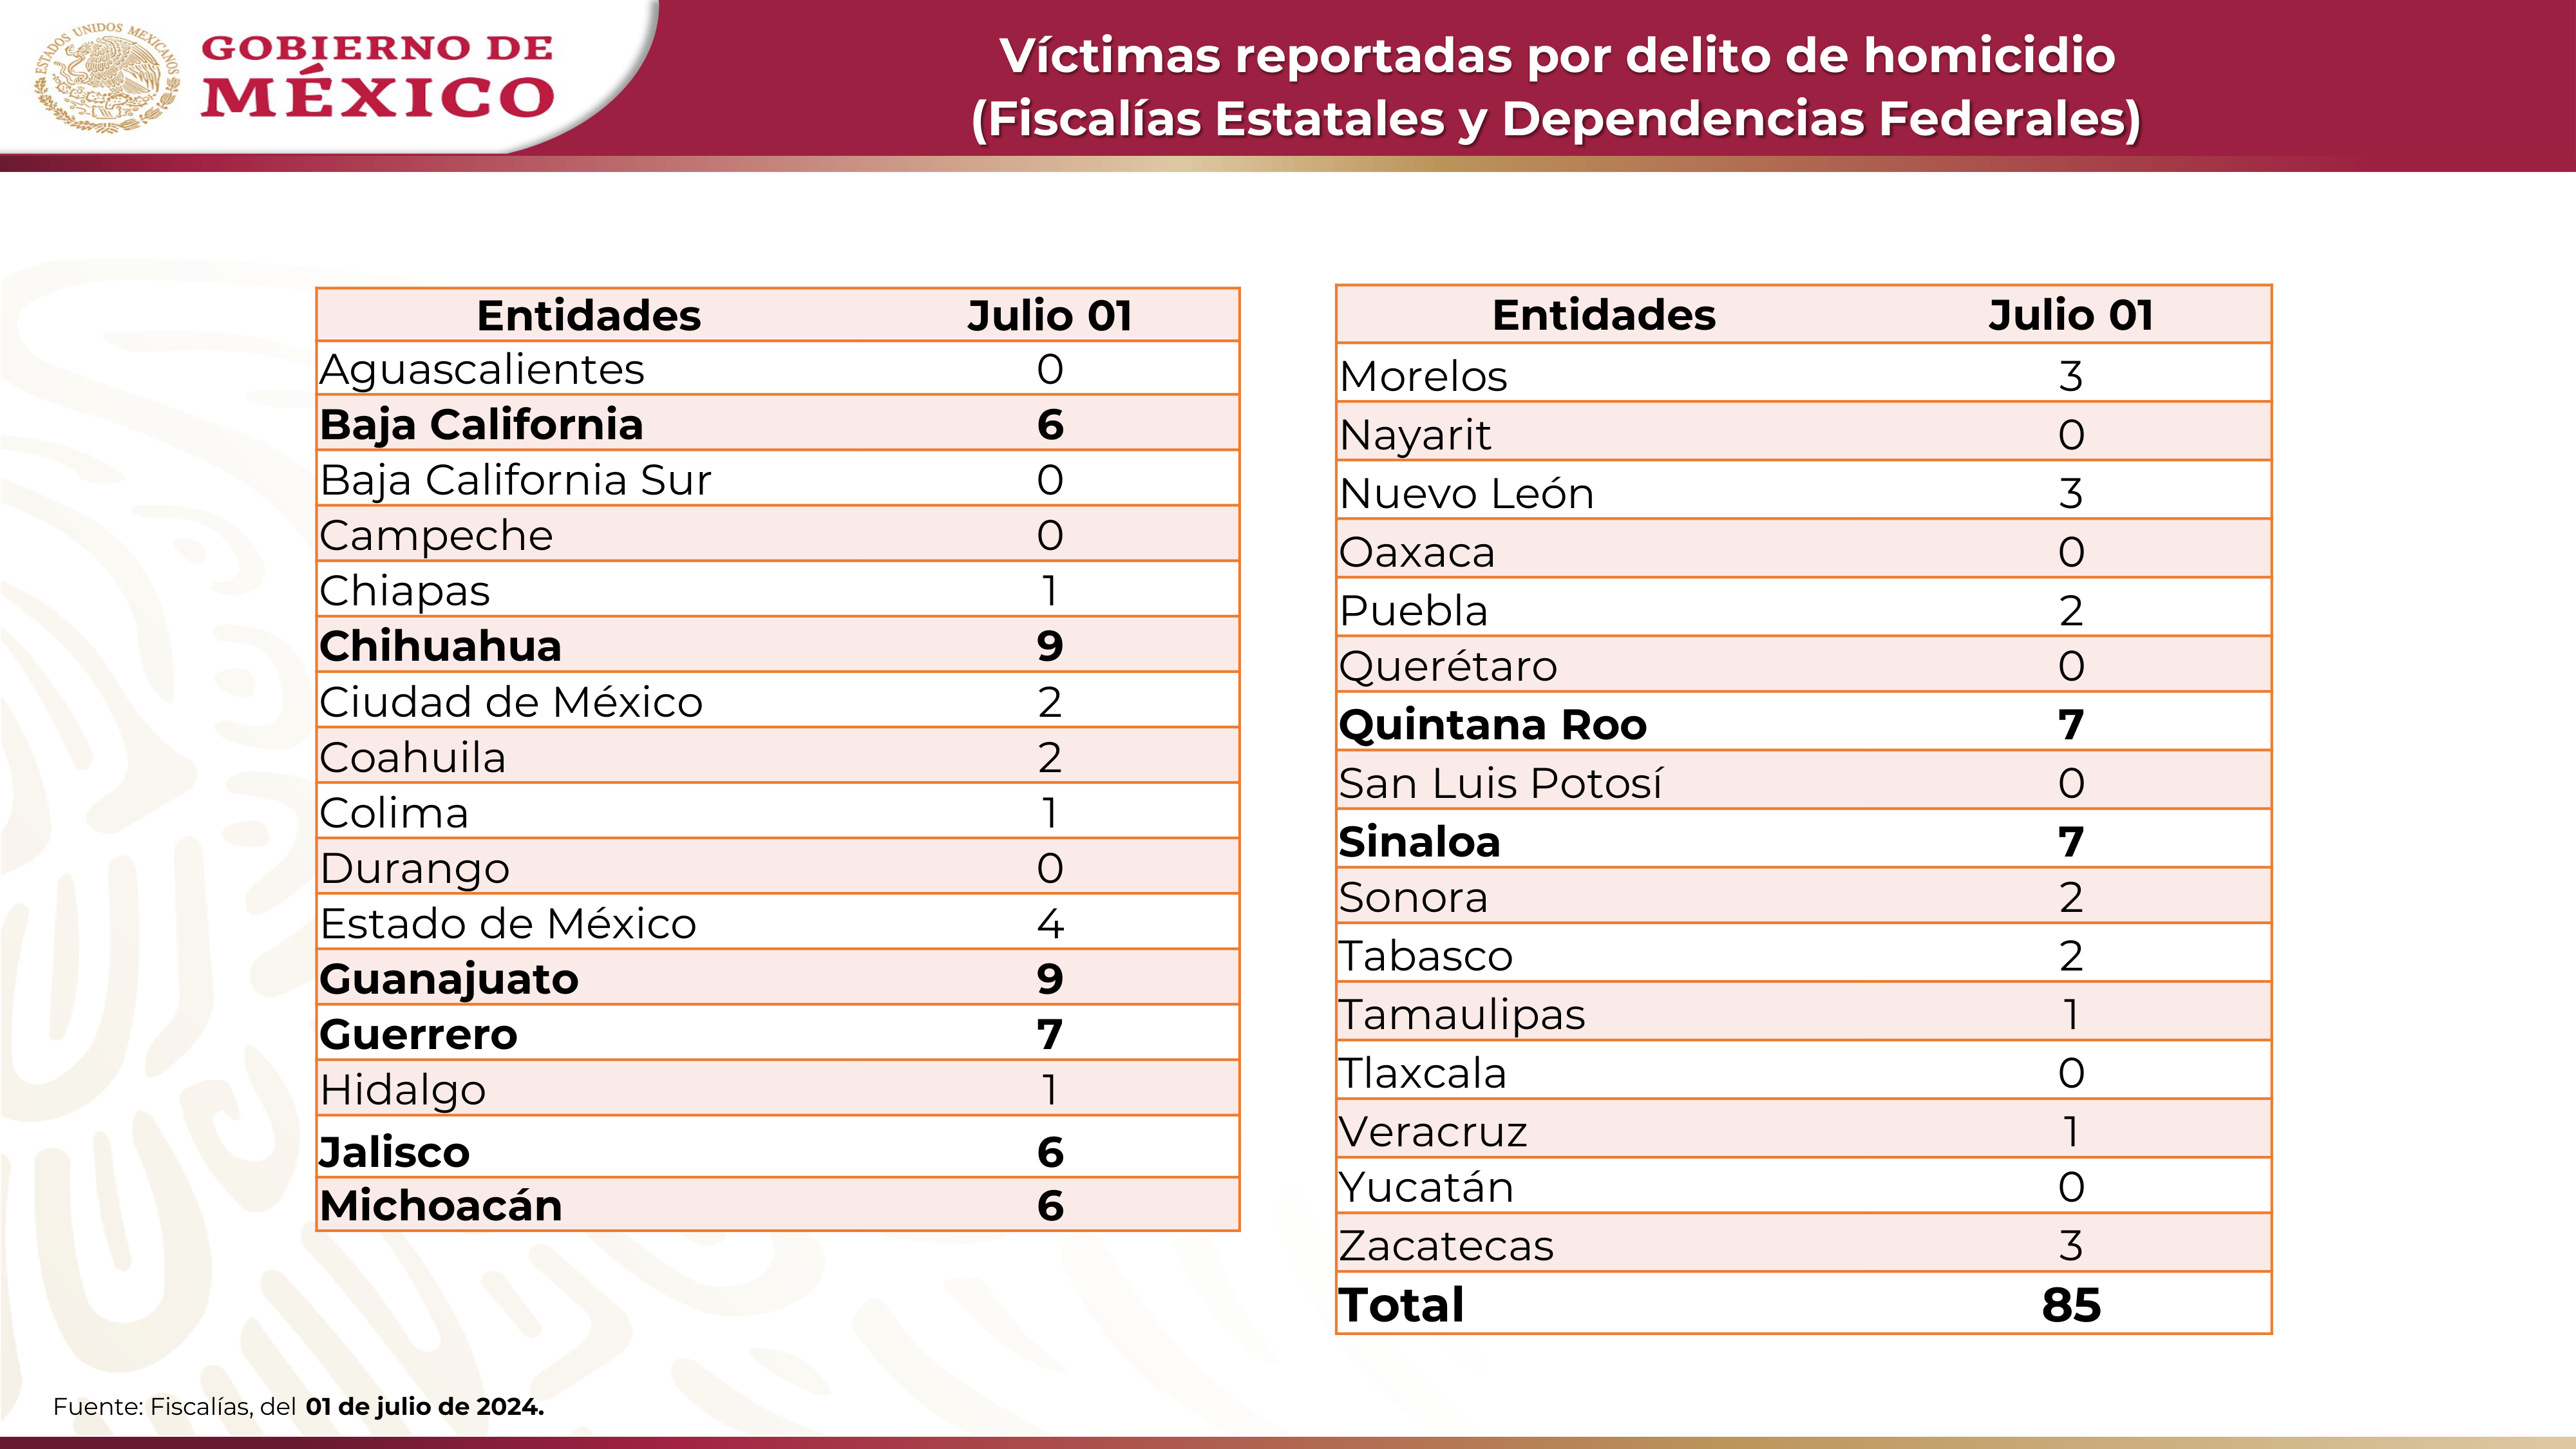 ESTADOS UNIDOS MEXICANOS
GOBIERNO DE
MÉXICO
Víctimas reportadas por delito de homicidio
(Fiscalías Estatales y Dependencias Federales)
Entidades Julio 01
Aguascalientes 0
Baja California 6
Baja California Sur 0
Campeche 0
Chiapas 1
Chihuahua 9
Ciudad de México 2
Coahuila 2
Colima 1
Durango 0
Estado de México 4
Guanajuato 9
Guerrero 7
Hidalgo 1
Jalisco 6
Michoacán 6
Entidades Julio 01
Morelos 3
Nayarit 0
Nuevo León 3
Oaxaca 0
Puebla 2
Querétaro 0
Quintana Roo 7
San Luis Potosí 0
Sinaloa 7
Sonora 2
Tabasco 2
Tamaulipas 1
Tlaxcala 0
Veracruz 1
Yucatán 0
Zacatecas 3
Total 85
Fuente: Fiscalías, del 01 de julio de 2024.